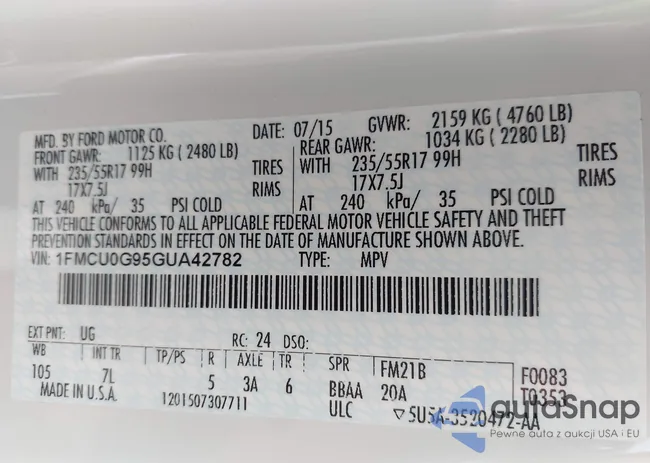 MFD. BY FORD MOTOR CO. DATE: 07/15 GVWR: 2159 KG ( 4760 LB)
FRONT GAWR: 1125 KG ( 2480 LB) REAR GAWR: 1034 KG ( 2280 LB)
WITH 235/55R17 99H TIRES WITH 235/55R17 99H TIRES
17X7.5J RIMS 17X7.5J RIMS
AT 240 kPa/ 35 PSI COLD AT 240 kPa/ 35 PSI COLD
THIS VEHICLE CONFORMS TO ALL APPLICABLE FEDERAL MOTOR VEHICLE SAFETY AND THEFT
PREVENTION STANDARDS IN EFFECT ON THE DATE OF MANUFACTURE SHOWN ABOVE.
VIN: 1FMCU0G95GUA42782 TYPE: MPV
EXT PNT: UG RC: 24 DSO:
WB INT TR TP/PS R AXLE TR SPR FM21B F0083
105 7L 5 3A 6 BBAA 20A T0353
MADE IN U.S.A. 1201507307711 ULC ▽5U5A-3520472-AA
autoSnap
Pewne auta z aukcji USA i EU